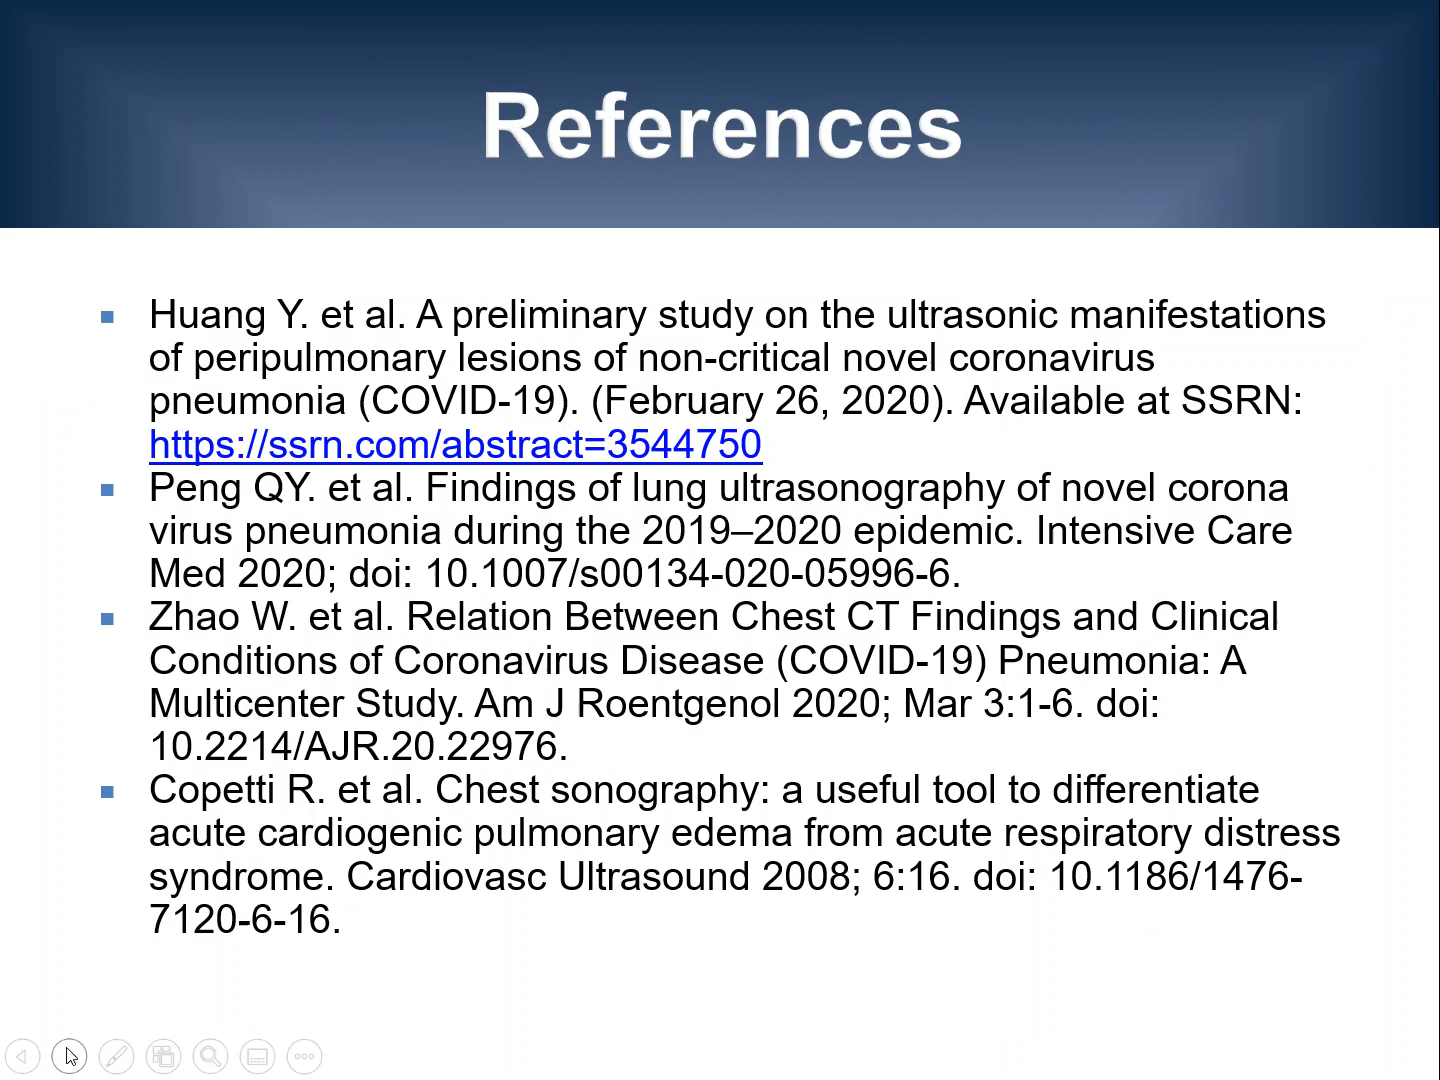 References
Huang Y. et al. A preliminary study on the ultrasonic manifestations
of peripulmonary lesions of non-critical novel coronavirus
pneumonia (COVID-19). (February 26, 2020). Available at SSRN:
https://ssrn.com/abstract=3544750
Peng QY. et al. Findings of lung ultrasonography of novel corona
virus pneumonia during the 2019–2020 epidemic. Intensive Care
Med 2020; doi: 10.1007/s00134-020-05996-6.
Zhao W. et al. Relation Between Chest CT Findings and Clinical
Conditions of Coronavirus Disease (COVID-19) Pneumonia: A
Multicenter Study. Am J Roentgenol 2020; Mar 3:1-6. doi:
10.2214/AJR.20.22976.
Copetti R. et al. Chest sonography: a useful tool to differentiate
acute cardiogenic pulmonary edema from acute respiratory distress
syndrome. Cardiovasc Ultrasound 2008; 6:16. doi: 10.1186/1476-
7120-6-16.